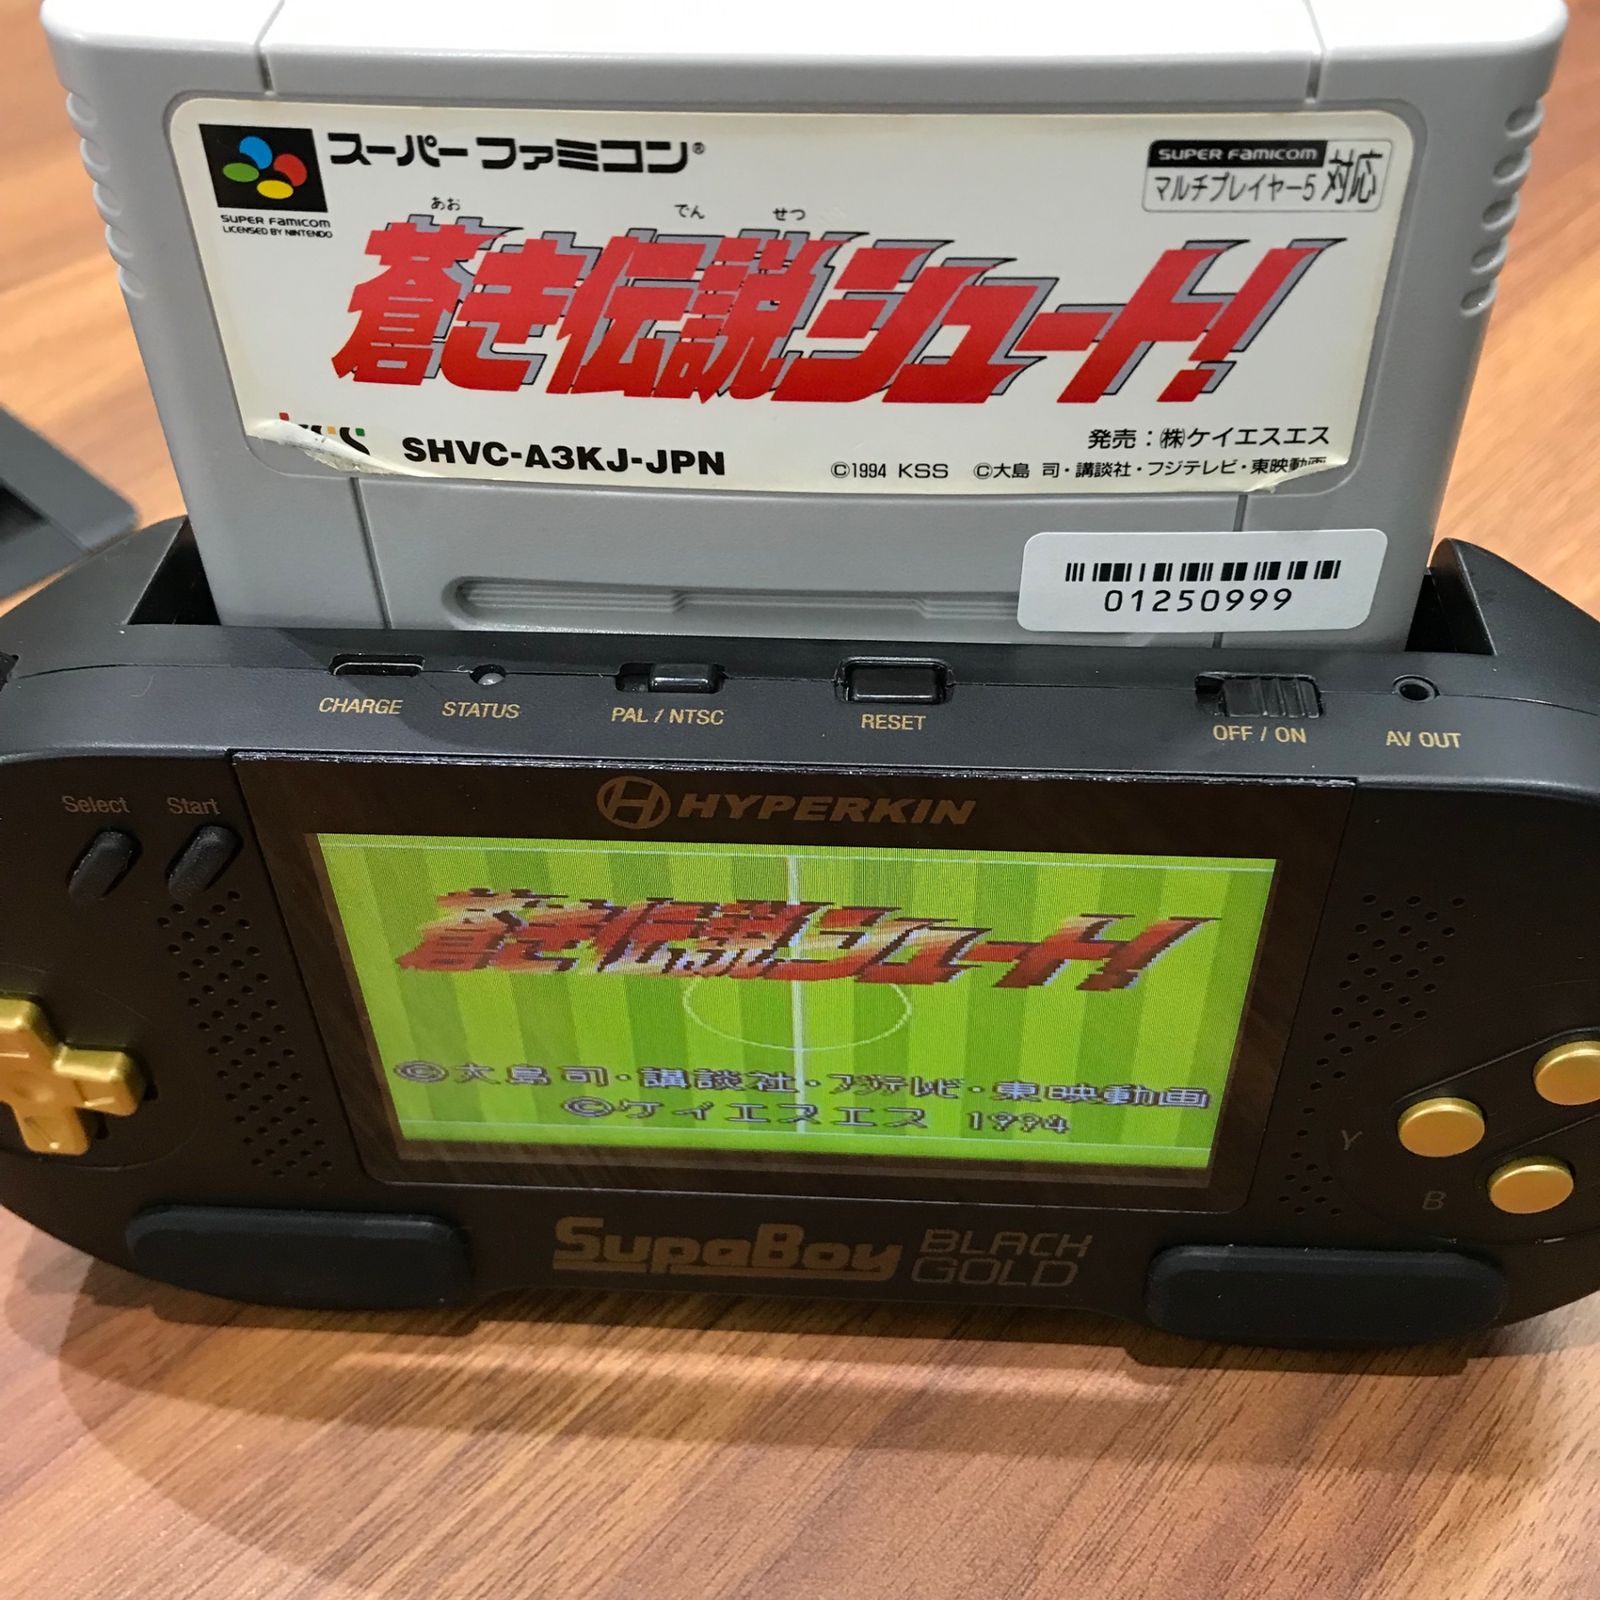 スーパーファミコン®
SUPER FAMICOM
LICENSED BY NINTENDO
SUPER FAMICOM
マルチプレイヤー5対応
あお でん せつ
蒼き伝説シュート!
kss SHVC-A3KJ-JPN
発売:㈱ケイエスエス
©1994 KSS ©大島 司・講談社・フジテレビ・東映動画
01250999
CHARGE STATUS PAL / NTSC RESET OFF / ON AV OUT
Select Start
HYPERKIN
蒼き伝説シュート!
©大島司・講談社・フジテレビ・東映動画
©ケイエスエス 1994
Y
B
SupaBoy BLACK GOLD